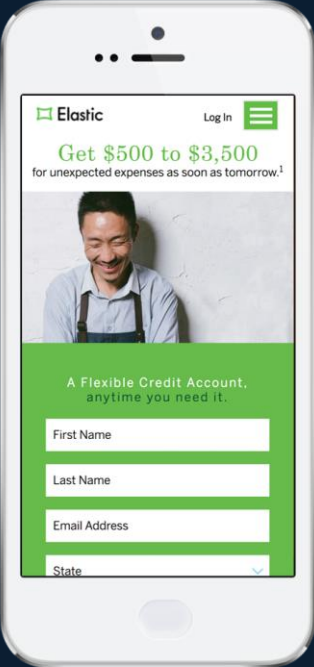 Elastic
Log In
Get $500 to $3,500
for unexpected expenses as soon as tomorrow.¹
A Flexible Credit Account,
anytime you need it.
First Name
Last Name
Email Address
State